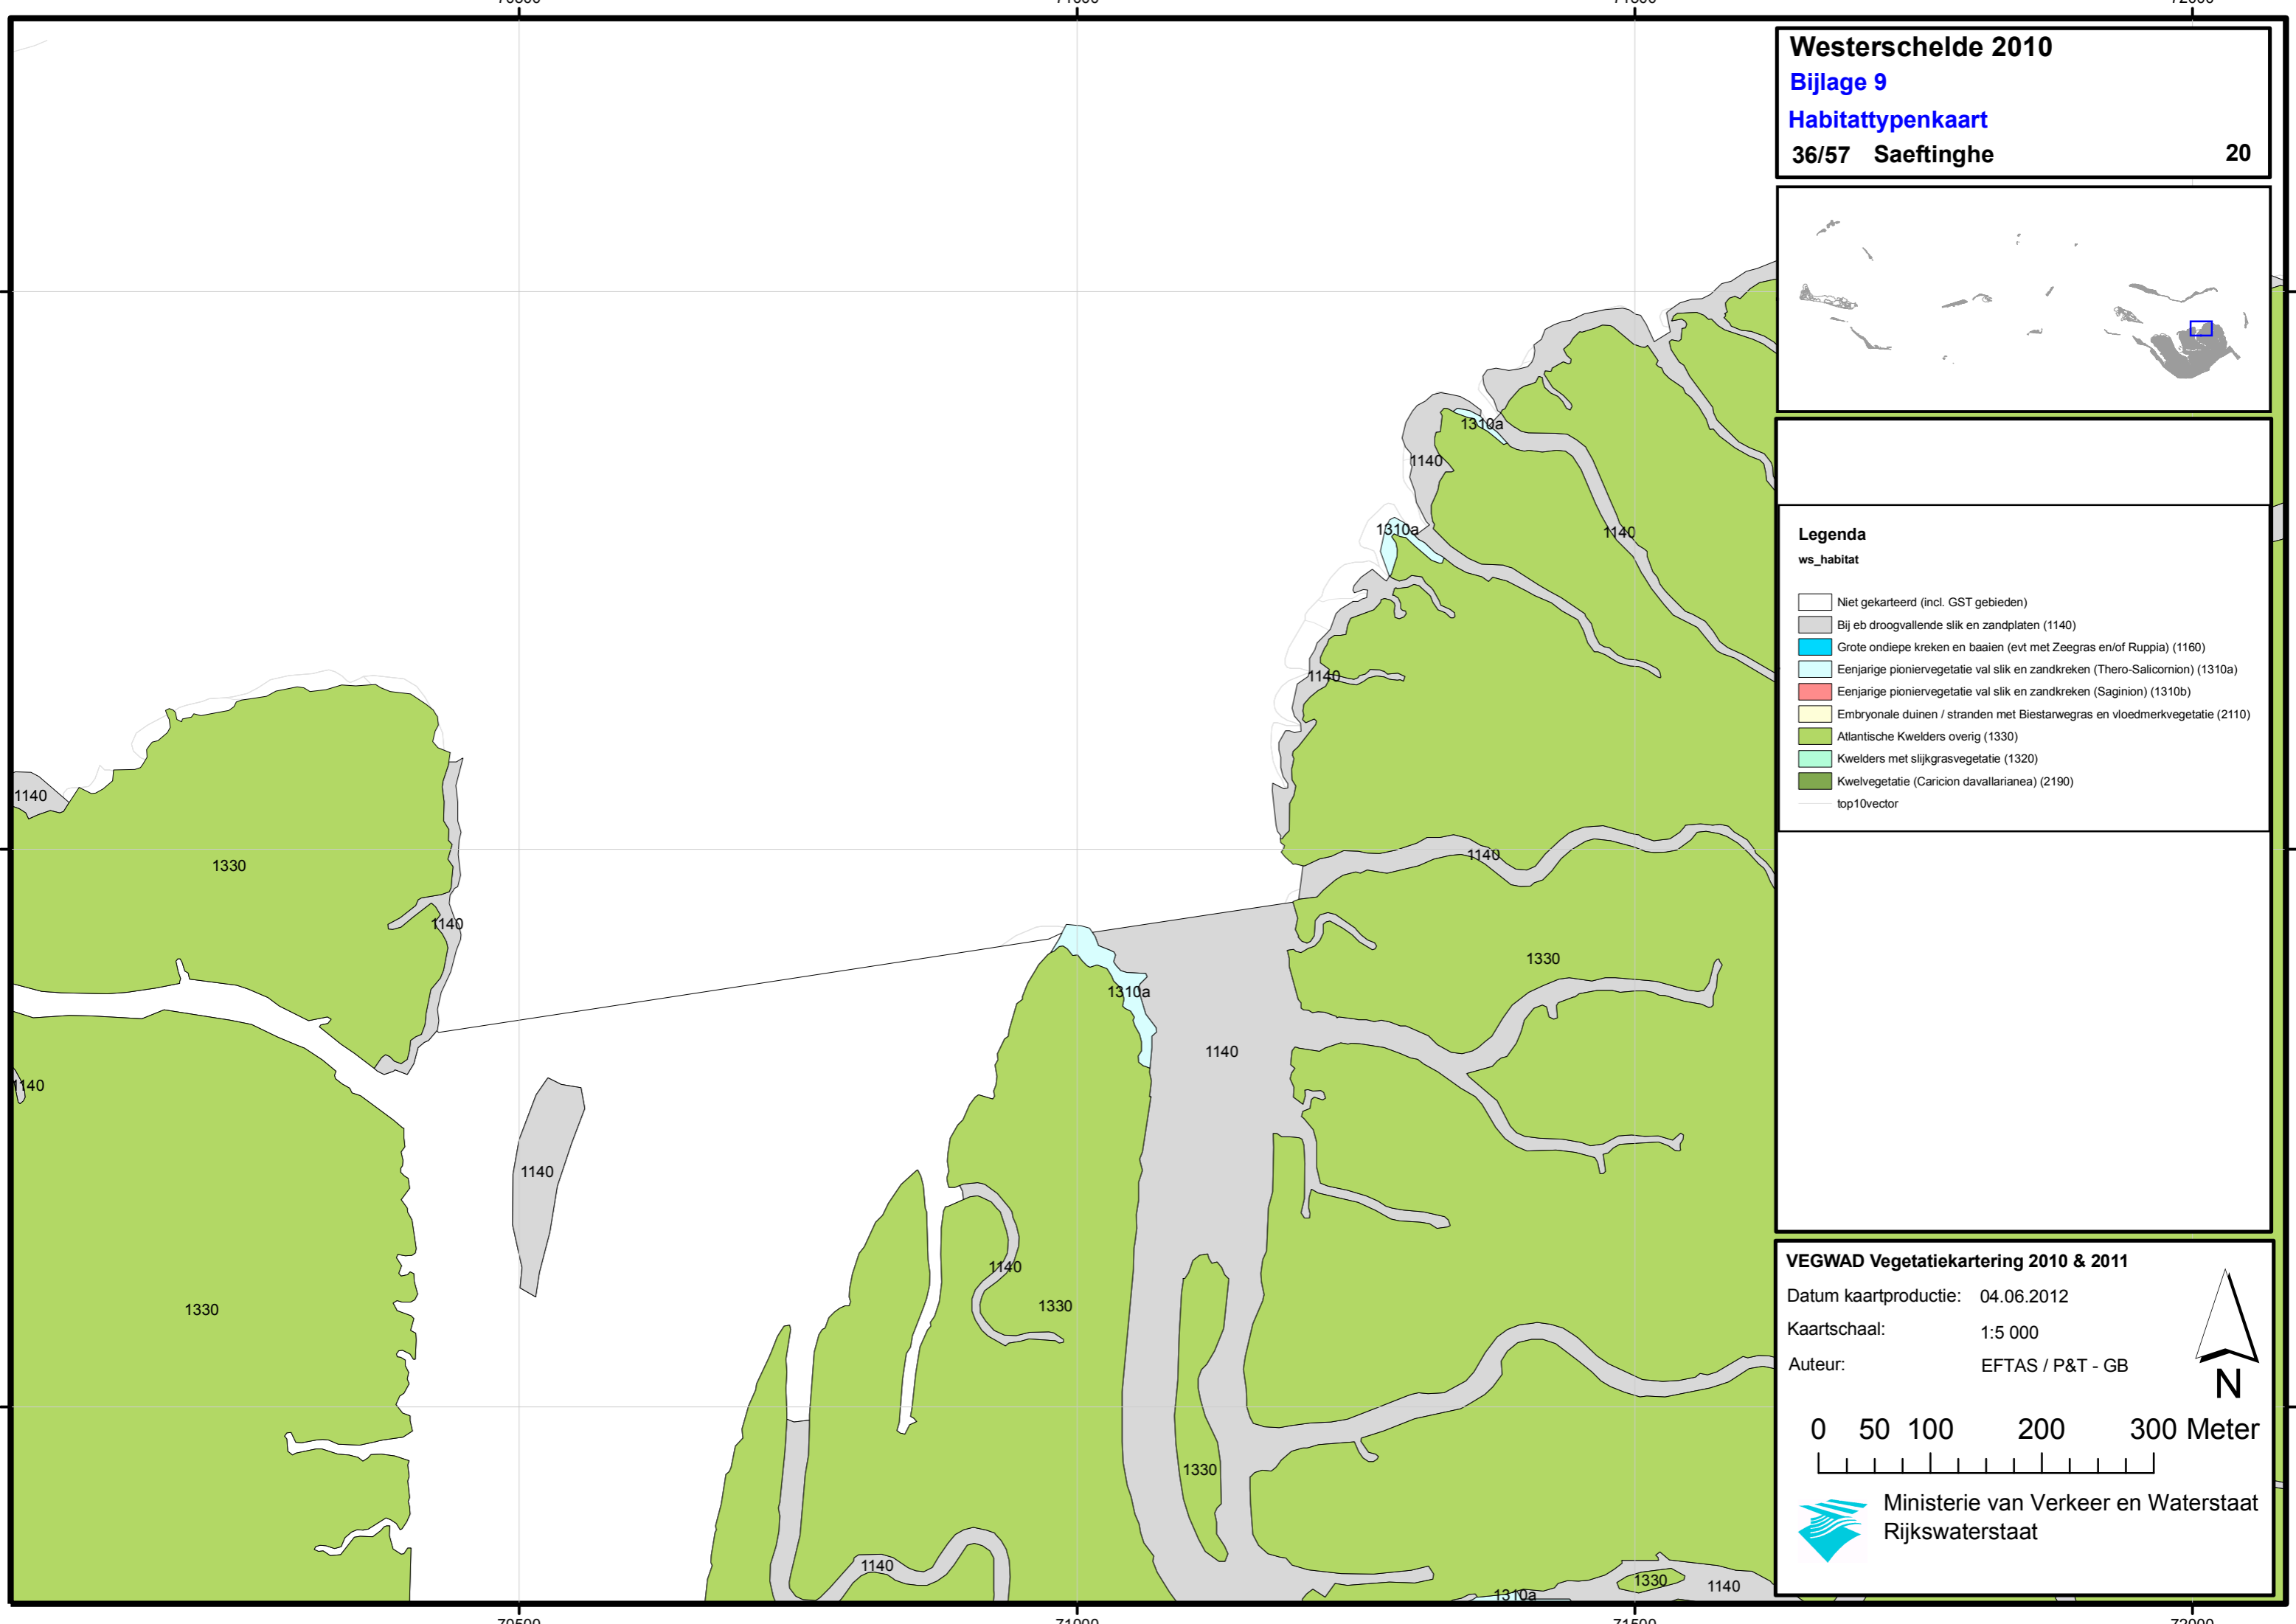 Westerschelde 2010
Bijlage 9
Habitattypenkaart
36/57 Saeftinghe 20
1310a
1140
1310a
1140
1140
1140
1330
1140
1140
1330
1140
1310a
1140
1140
1140
1330
1140
1330
1330
1330
1140
1310a
1330
1140
Legenda
ws_habitat
Niet gekarteerd (incl. GST gebieden)
Bij eb droogvallende slik en zandplaten (1140)
Grote ondiepe kreken en baaien (evt met Zeegras en/of Ruppia) (1160)
Eenjarige pioniervegetatie val slik en zandkreken (Thero-Salicornion) (1310a)
Eenjarige pioniervegetatie val slik en zandkreken (Saginion) (1310b)
Embryonale duinen / stranden met Biestarwegras en vloedmerkvegetatie (2110)
Atlantische Kwelders overig (1330)
Kwelders met slijkgrasvegetatie (1320)
Kwelvegetatie (Caricion davallarianea) (2190)
top10vector
VEGWAD Vegetatiekartering 2010 & 2011
Datum kaartproductie: 04.06.2012
Kaartschaal: 1:5 000
Auteur: EFTAS / P&T - GB
N
0 50 100 200 300 Meter
Ministerie van Verkeer en Waterstaat
Rijkswaterstaat